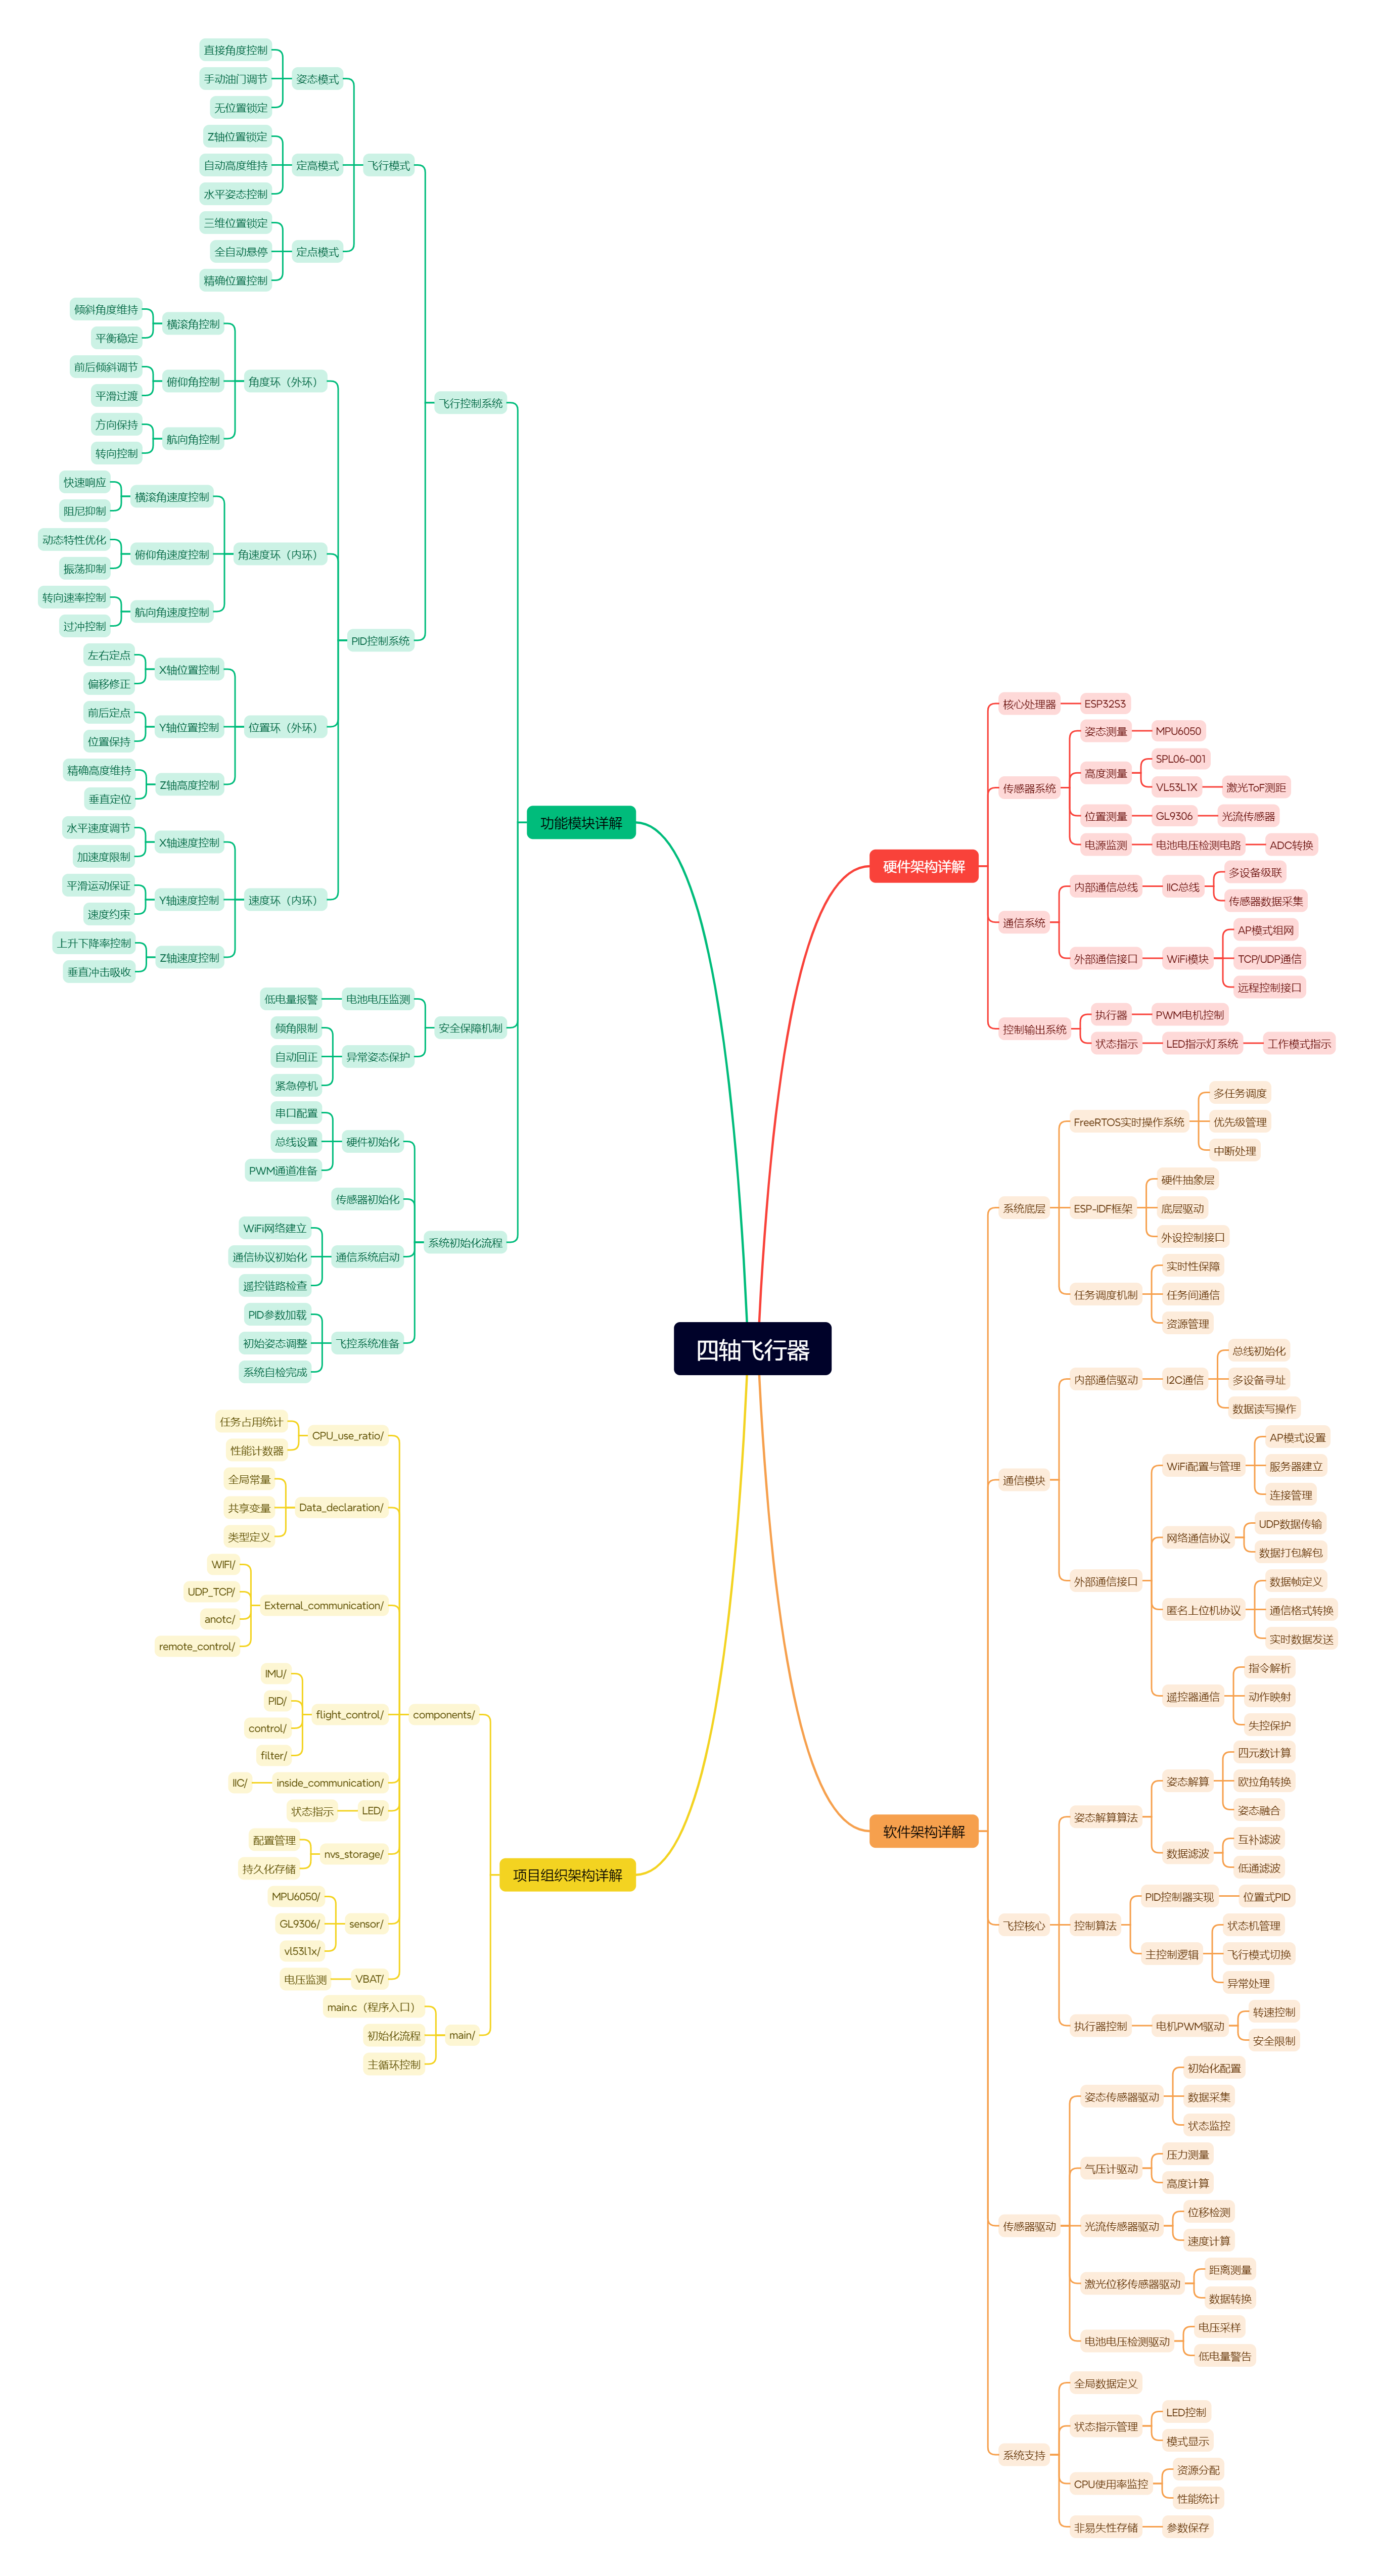 四轴飞行器
硬件架构详解
核心处理器
ESP32S3
传感器系统
姿态测量
MPU6050
高度测量
SPL06-001
VL53L1X
激光ToF测距
位置测量
GL9306
光流传感器
电源监测
电池电压检测电路
ADC转换
通信系统
内部通信总线
IIC总线
多设备级联
传感器数据采集
外部通信接口
WiFi模块
AP模式组网
TCP/UDP通信
远程控制接口
控制输出系统
执行器
PWM电机控制
状态指示
LED指示灯系统
工作模式指示
软件架构详解
系统底层
FreeRTOS实时操作系统
多任务调度
优先级管理
中断处理
ESP-IDF框架
硬件抽象层
底层驱动
外设控制接口
任务调度机制
实时性保障
任务间通信
资源管理
通信模块
内部通信驱动
I2C通信
总线初始化
多设备寻址
数据读写操作
外部通信接口
WiFi配置与管理
AP模式设置
服务器建立
连接管理
网络通信协议
UDP数据传输
数据打包解包
匿名上位机协议
数据帧定义
通信格式转换
实时数据发送
遥控器通信
指令解析
动作映射
失控保护
飞控核心
姿态解算算法
姿态解算
四元数计算
欧拉角转换
姿态融合
数据滤波
互补滤波
低通滤波
控制算法
PID控制器实现
位置式PID
主控制逻辑
状态机管理
飞行模式切换
异常处理
执行器控制
电机PWM驱动
转速控制
安全限制
传感器驱动
姿态传感器驱动
初始化配置
数据采集
状态监控
气压计驱动
压力测量
高度计算
光流传感器驱动
位移检测
速度计算
激光位移传感器驱动
距离测量
数据转换
电池电压检测驱动
电压采样
低电量警告
系统支持
全局数据定义
状态指示管理
LED控制
模式显示
CPU使用率监控
资源分配
性能统计
非易失性存储
参数保存
功能模块详解
飞行控制系统
飞行模式
姿态模式
直接角度控制
手动油门调节
无位置锁定
定高模式
Z轴位置锁定
自动高度维持
水平姿态控制
定点模式
三维位置锁定
全自动悬停
精确位置控制
PID控制系统
角度环（外环）
横滚角控制
倾斜角度维持
平衡稳定
俯仰角控制
前后倾斜调节
平滑过渡
航向角控制
方向保持
转向控制
角速度环（内环）
横滚角速度控制
快速响应
阻尼抑制
俯仰角速度控制
动态特性优化
振荡抑制
航向角速度控制
转向速率控制
过冲控制
位置环（外环）
X轴位置控制
左右定点
偏移修正
Y轴位置控制
前后定点
位置保持
Z轴高度控制
精确高度维持
垂直定位
速度环（内环）
X轴速度控制
水平速度调节
加速度限制
Y轴速度控制
平滑运动保证
速度约束
Z轴速度控制
上升下降率控制
垂直冲击吸收
安全保障机制
电池电压监测
低电量报警
异常姿态保护
倾角限制
自动回正
紧急停机
系统初始化流程
硬件初始化
串口配置
总线设置
PWM通道准备
传感器初始化
通信系统启动
WiFi网络建立
通信协议初始化
遥控链路检查
飞控系统准备
PID参数加载
初始姿态调整
系统自检完成
项目组织架构详解
components/
CPU_use_ratio/
任务占用统计
性能计数器
Data_declaration/
全局常量
共享变量
类型定义
External_communication/
WIFI/
UDP_TCP/
anotc/
remote_control/
flight_control/
IMU/
PID/
control/
filter/
inside_communication/
IIC/
LED/
状态指示
nvs_storage/
配置管理
持久化存储
sensor/
MPU6050/
GL9306/
vl53l1x/
VBAT/
电压监测
main/
main.c（程序入口）
初始化流程
主循环控制